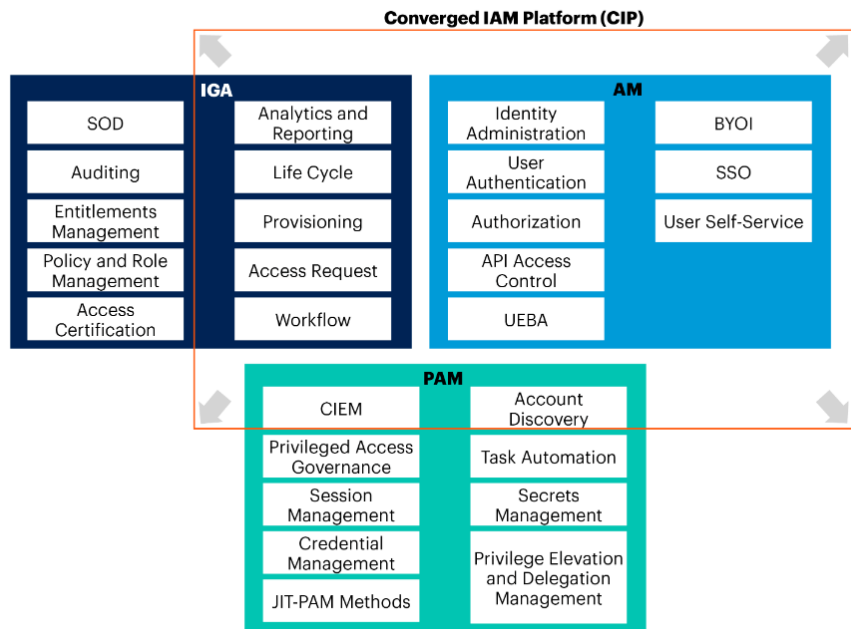 Converged IAM Platform (CIP)
IGA
SOD
Auditing
Entitlements
Management
Policy and Role
Management
Access
Certification
Analytics and
Reporting
Life Cycle
Provisioning
Access Request
Workflow
AM
Identity
Administration
User
Authentication
Authorization
API Access
Control
UEBA
BYOI
SSO
User Self-Service
PAM
CIEM
Privileged Access
Governance
Session
Management
Credential
Management
JIT-PAM Methods
Account
Discovery
Task Automation
Secrets
Management
Privilege Elevation
and Delegation
Management